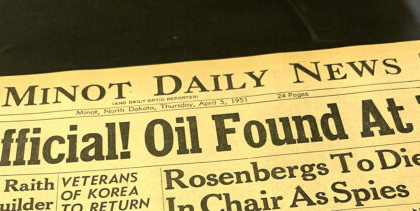 MINOT DAILY NEWS
(AND DAILY OPTIC REPORTER)
Minot, North Dakota, Thursday, April 5, 1951 24 Pages
fficial! Oil Found At
Raith
uilder
VETERANS
OF KOREA
TO RETURN
Rosenbergs To Die
In Chair As Spies